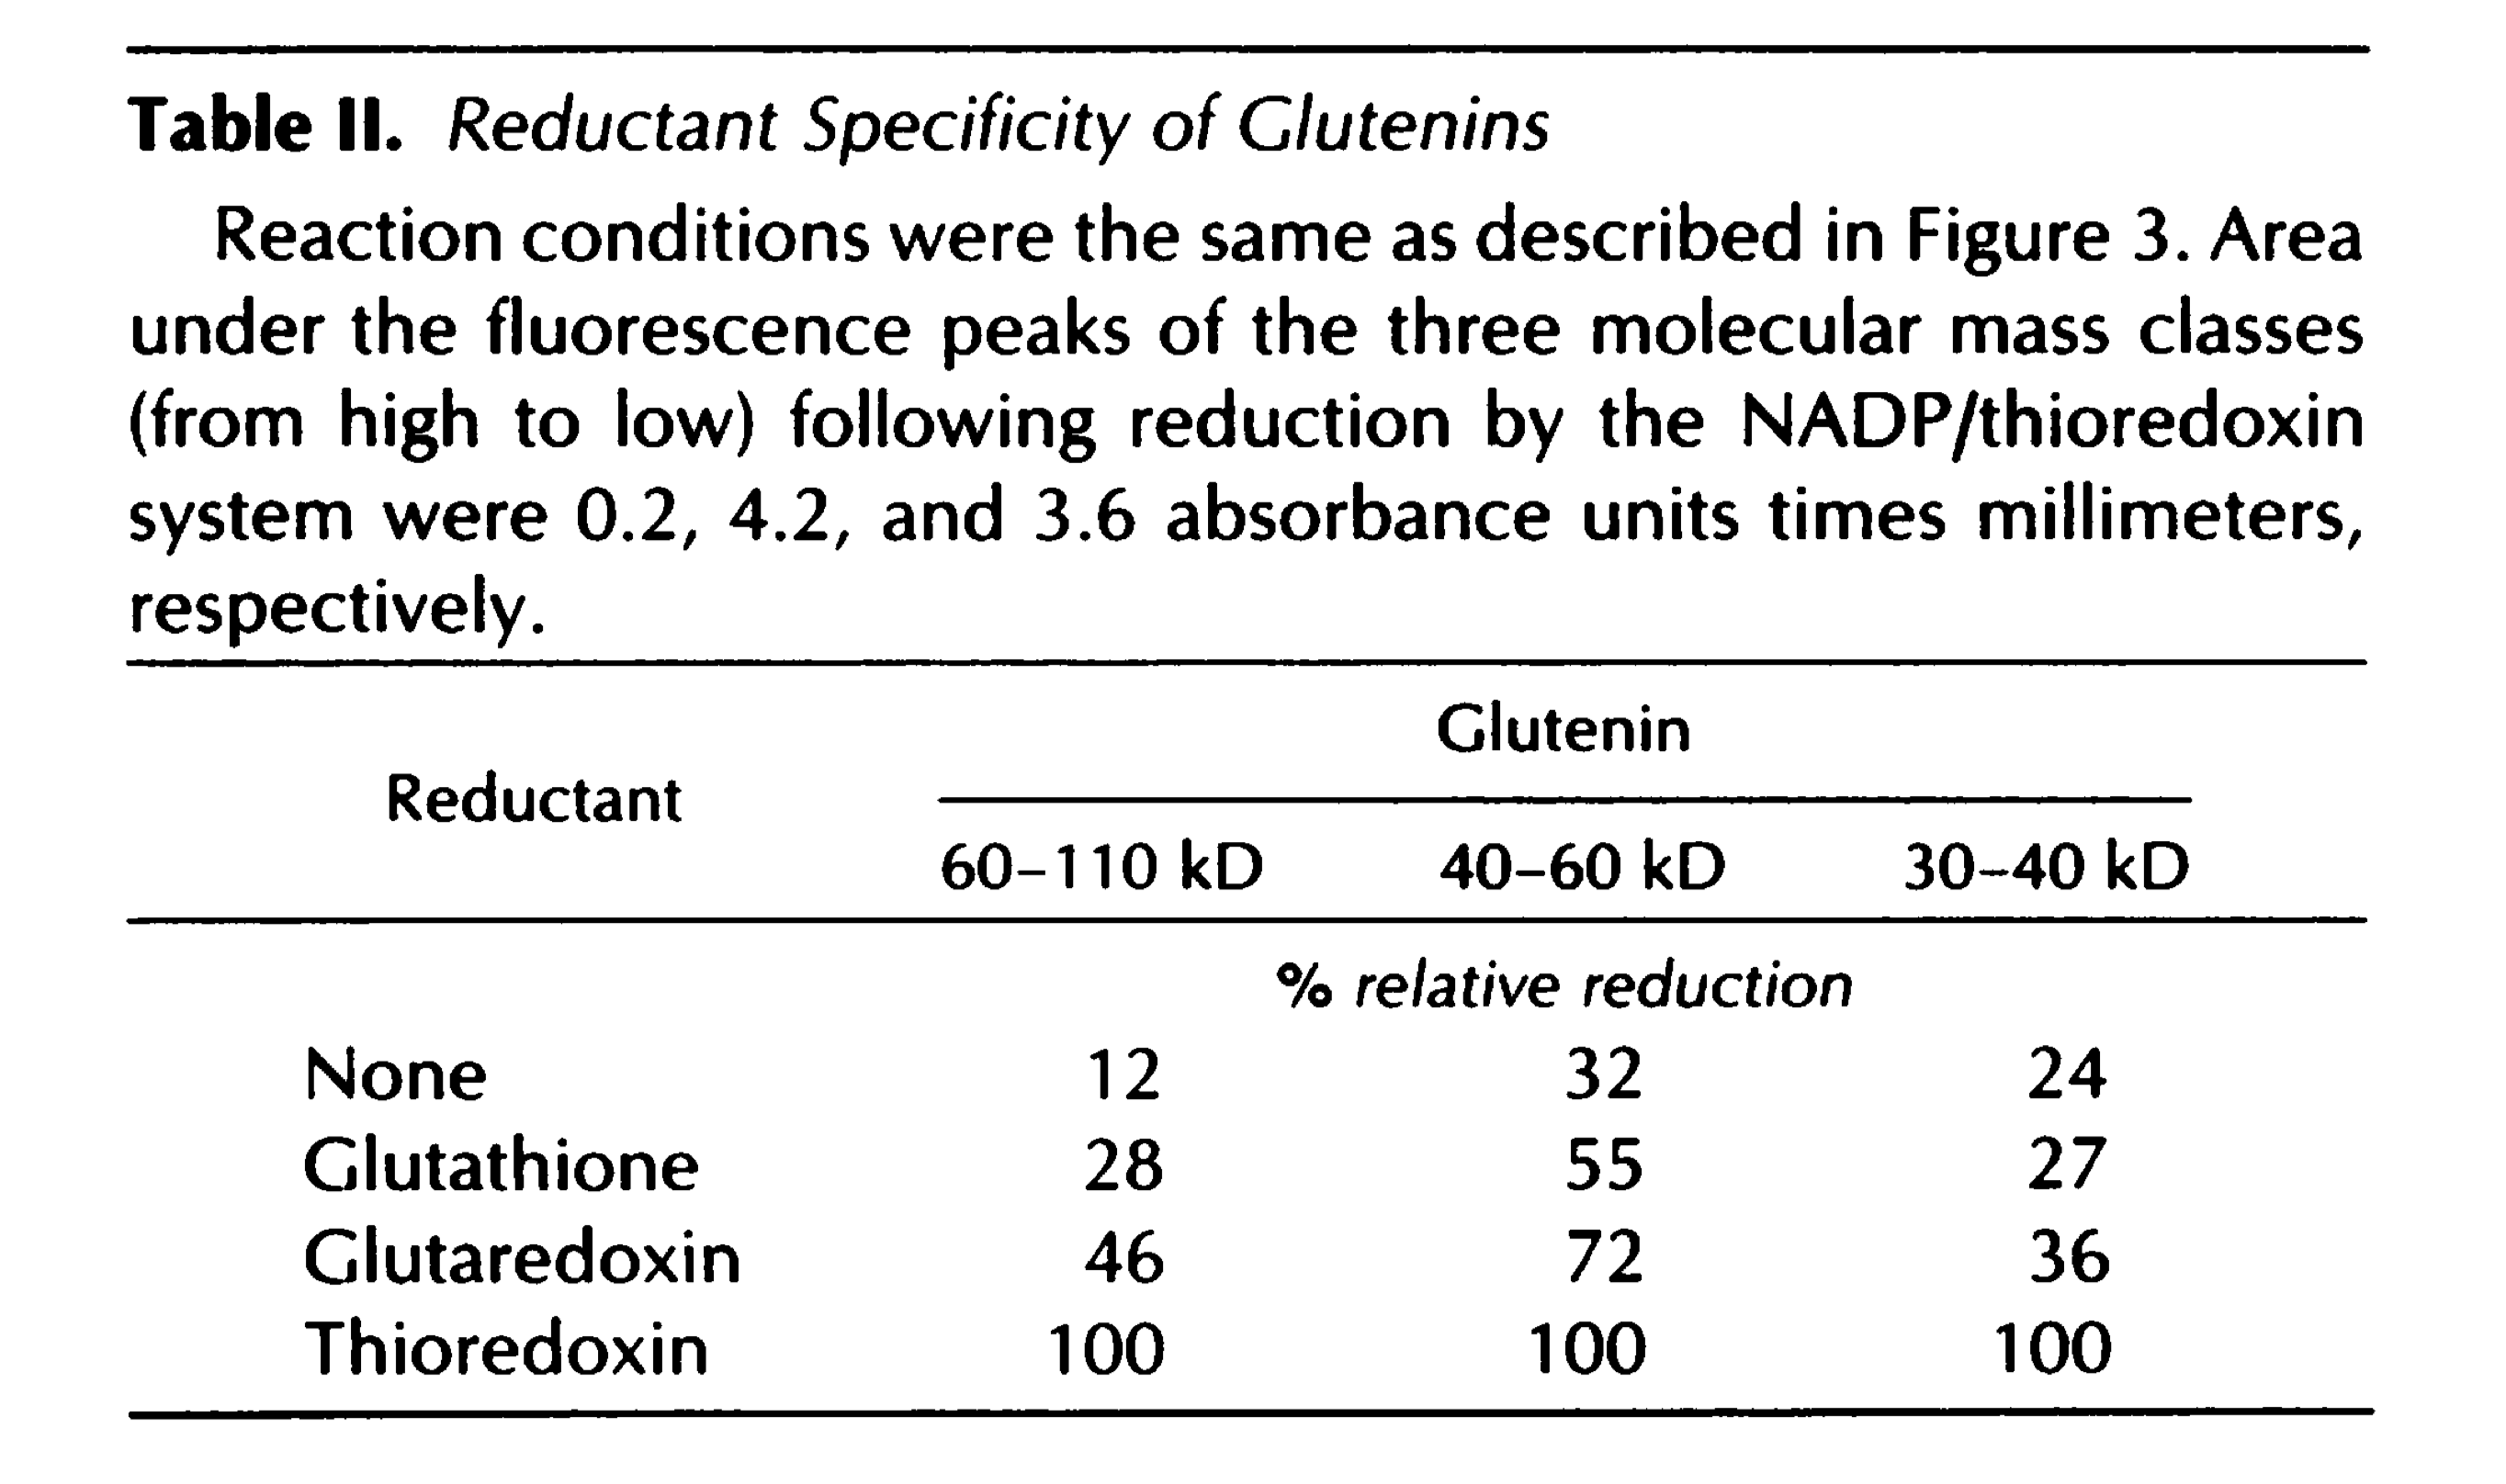 Table II. Reductant Specificity of Glutenins
Reaction conditions were the same as described in Figure 3. Area
under the fluorescence peaks of the three molecular mass classes
(from high to low) following reduction by the NADP/thioredoxin
system were 0.2, 4.2, and 3.6 absorbance units times millimeters,
respectively.
Glutenin
Reductant
60–110 kD 40–60 kD 30–40 kD
% relative reduction
None 12 32 24
Glutathione 28 55 27
Glutaredoxin 46 72 36
Thioredoxin 100 100 100